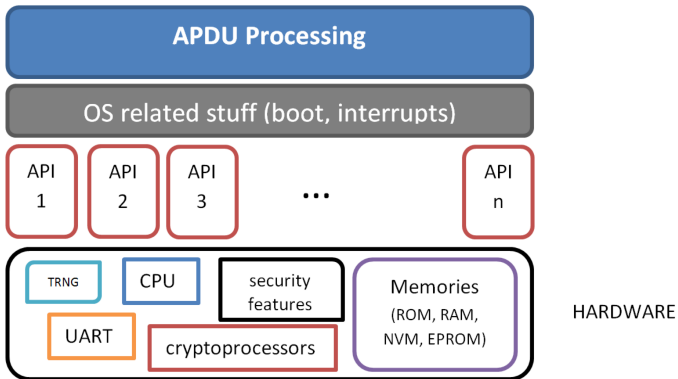 APDU Processing
OS related stuff (boot, interrupts)
API
1
API
2
API
3
...
API
n
TRNG
CPU
security
features
Memories
(ROM, RAM,
NVM, EPROM)
UART
cryptoprocessors
HARDWARE